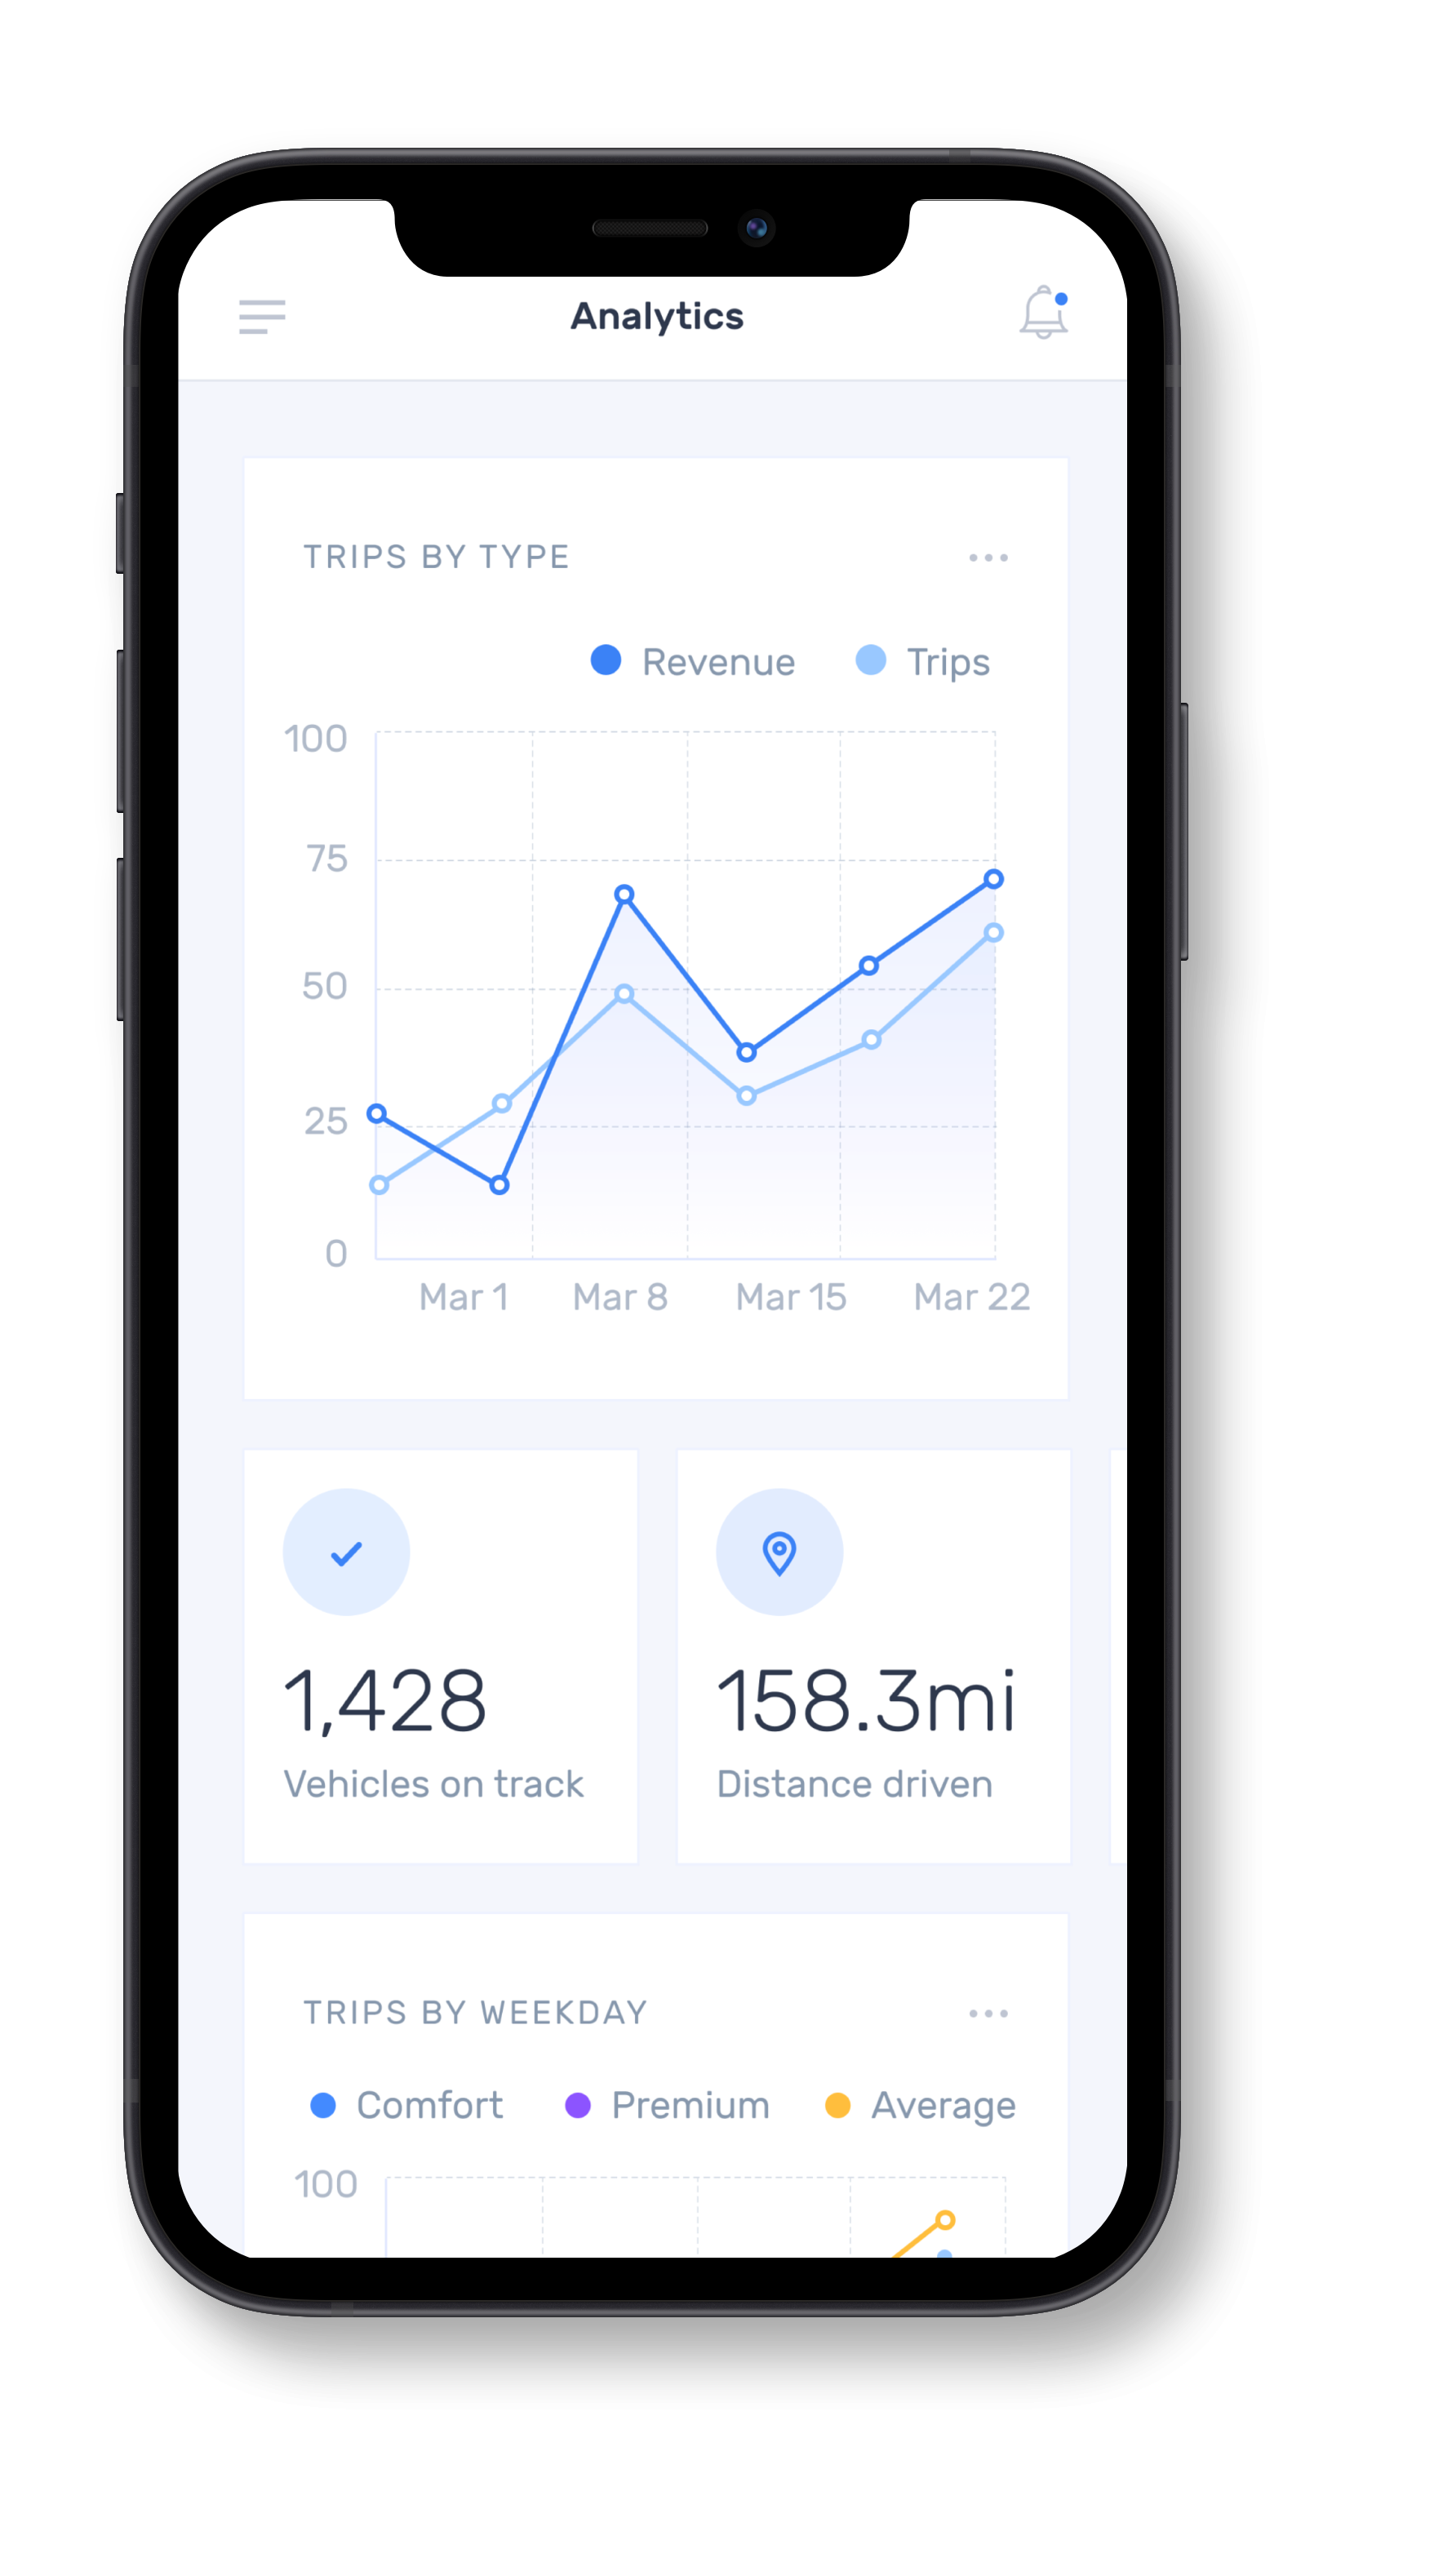 Analytics
TRIPS BY TYPE
Revenue Trips
100
75
50
25
0
Mar 1 Mar 8 Mar 15 Mar 22
1,428
Vehicles on track
158.3mi
Distance driven
TRIPS BY WEEKDAY
Comfort Premium Average
100